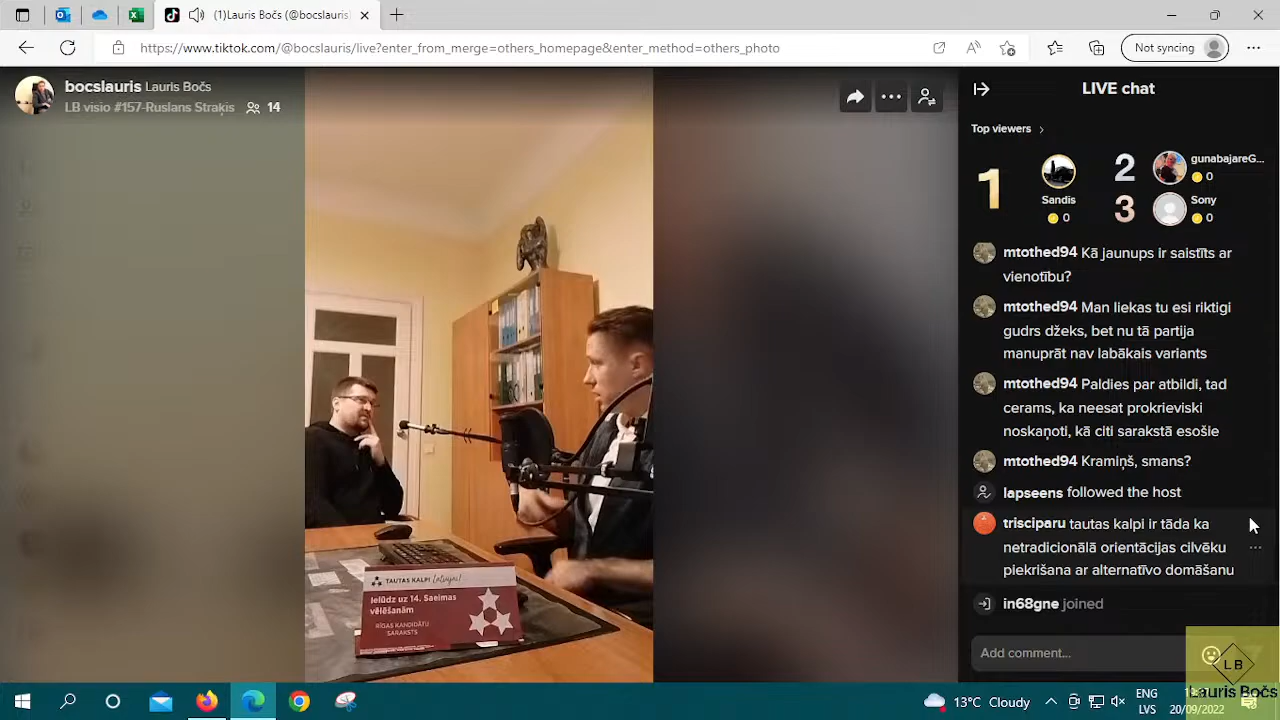 (1)Lauris Bočs (@bocslauris
https://www.tiktok.com/@bocslauris/live?enter_from_merge=others_homepage&enter_method=others_photo
Not syncing
bocslauris Lauris Bočs
LB visio #157-Ruslans Straķis 14
LIVE chat
Top viewers
1 Sandis 0
2 gunabajareG... 0
3 Sony 0
mtothed94 Kā jaunups ir saistīts ar
vienotību?
mtothed94 Man liekas tu esi riktigi
gudrs džeks, bet nu tā partija
manuprāt nav labākais variants
mtothed94 Paldies par atbildi, tad
cerams, ka neesat prokrieviski
noskaņoti, kā citi sarakstā esošie
mtothed94 Kramiņš, smans?
lapseens followed the host
trisciparu tautas kalpi ir tāda ka
netradicionālā orientācijas cilvēku
piekrišana ar alternatīvo domāšanu
in68gne joined
Add comment...
TAUTAS KALPI Latvijai!
Ielūdz uz 14. Saeimas
vēlēšanām
RĪGAS KANDIDĀTU
SARAKSTS
LB
Lauris Bočs
13°C Cloudy
ENG
LVS
20/09/2022